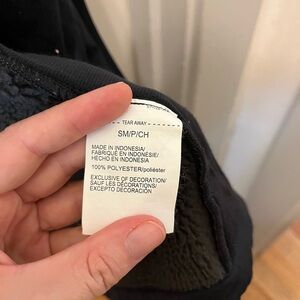 TEAR AWAY
SM/P/CH
MADE IN INDONESIA/
FABRIQUÉ EN INDONÉSIE/
HECHO EN INDONESIA
100% POLYESTER/poliéster
EXCLUSIVE OF DECORATION/
SAUF LES DÉCORATIONS/
EXCEPTO DECORACIÓN